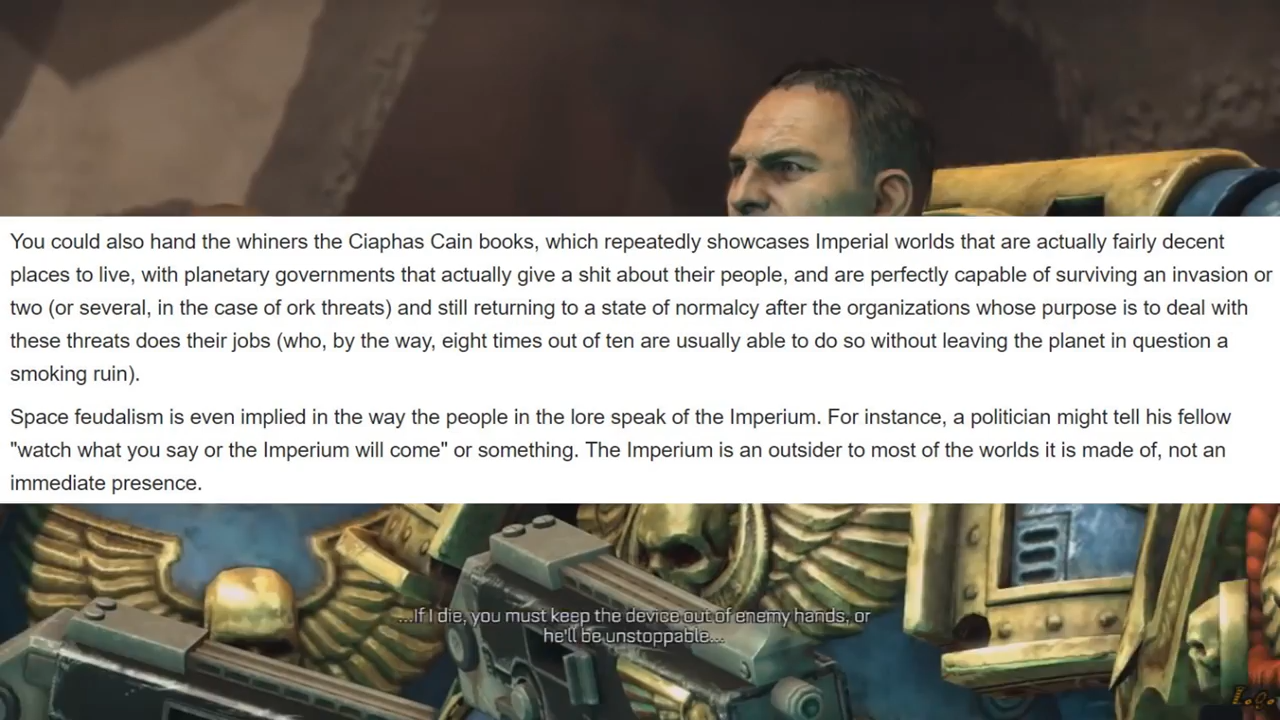 You could also hand the whiners the Ciaphas Cain books, which repeatedly showcases Imperial worlds that are actually fairly decent
places to live, with planetary governments that actually give a shit about their people, and are perfectly capable of surviving an invasion or
two (or several, in the case of ork threats) and still returning to a state of normalcy after the organizations whose purpose is to deal with
these threats does their jobs (who, by the way, eight times out of ten are usually able to do so without leaving the planet in question a
smoking ruin).
Space feudalism is even implied in the way the people in the lore speak of the Imperium. For instance, a politician might tell his fellow
"watch what you say or the Imperium will come" or something. The Imperium is an outsider to most of the worlds it is made of, not an
immediate presence.
...If I die, you must keep the device out of enemy hands, or
he'll be unstoppable...